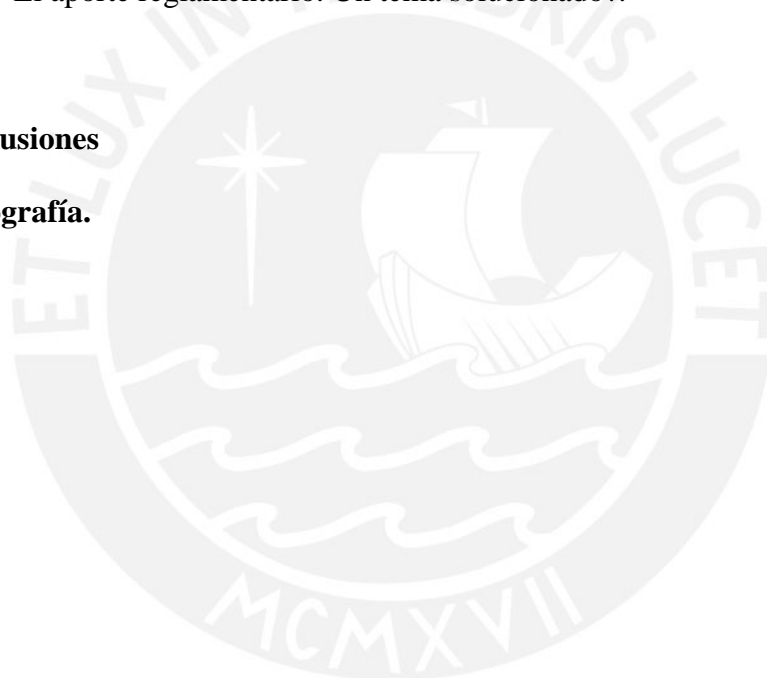 El aporte reglamentario. Un tema solucionado?.
usiones
grafía.
ET LUX IN TENEBRIS LUCET
MCMXVII